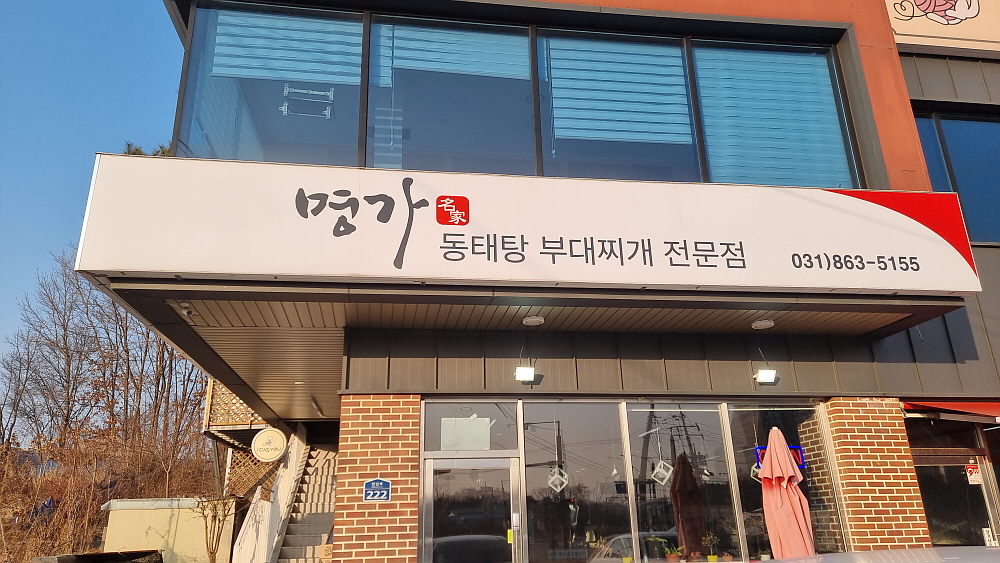 명가 名家
동태탕 부대찌개 전문점
031)863-5155
222